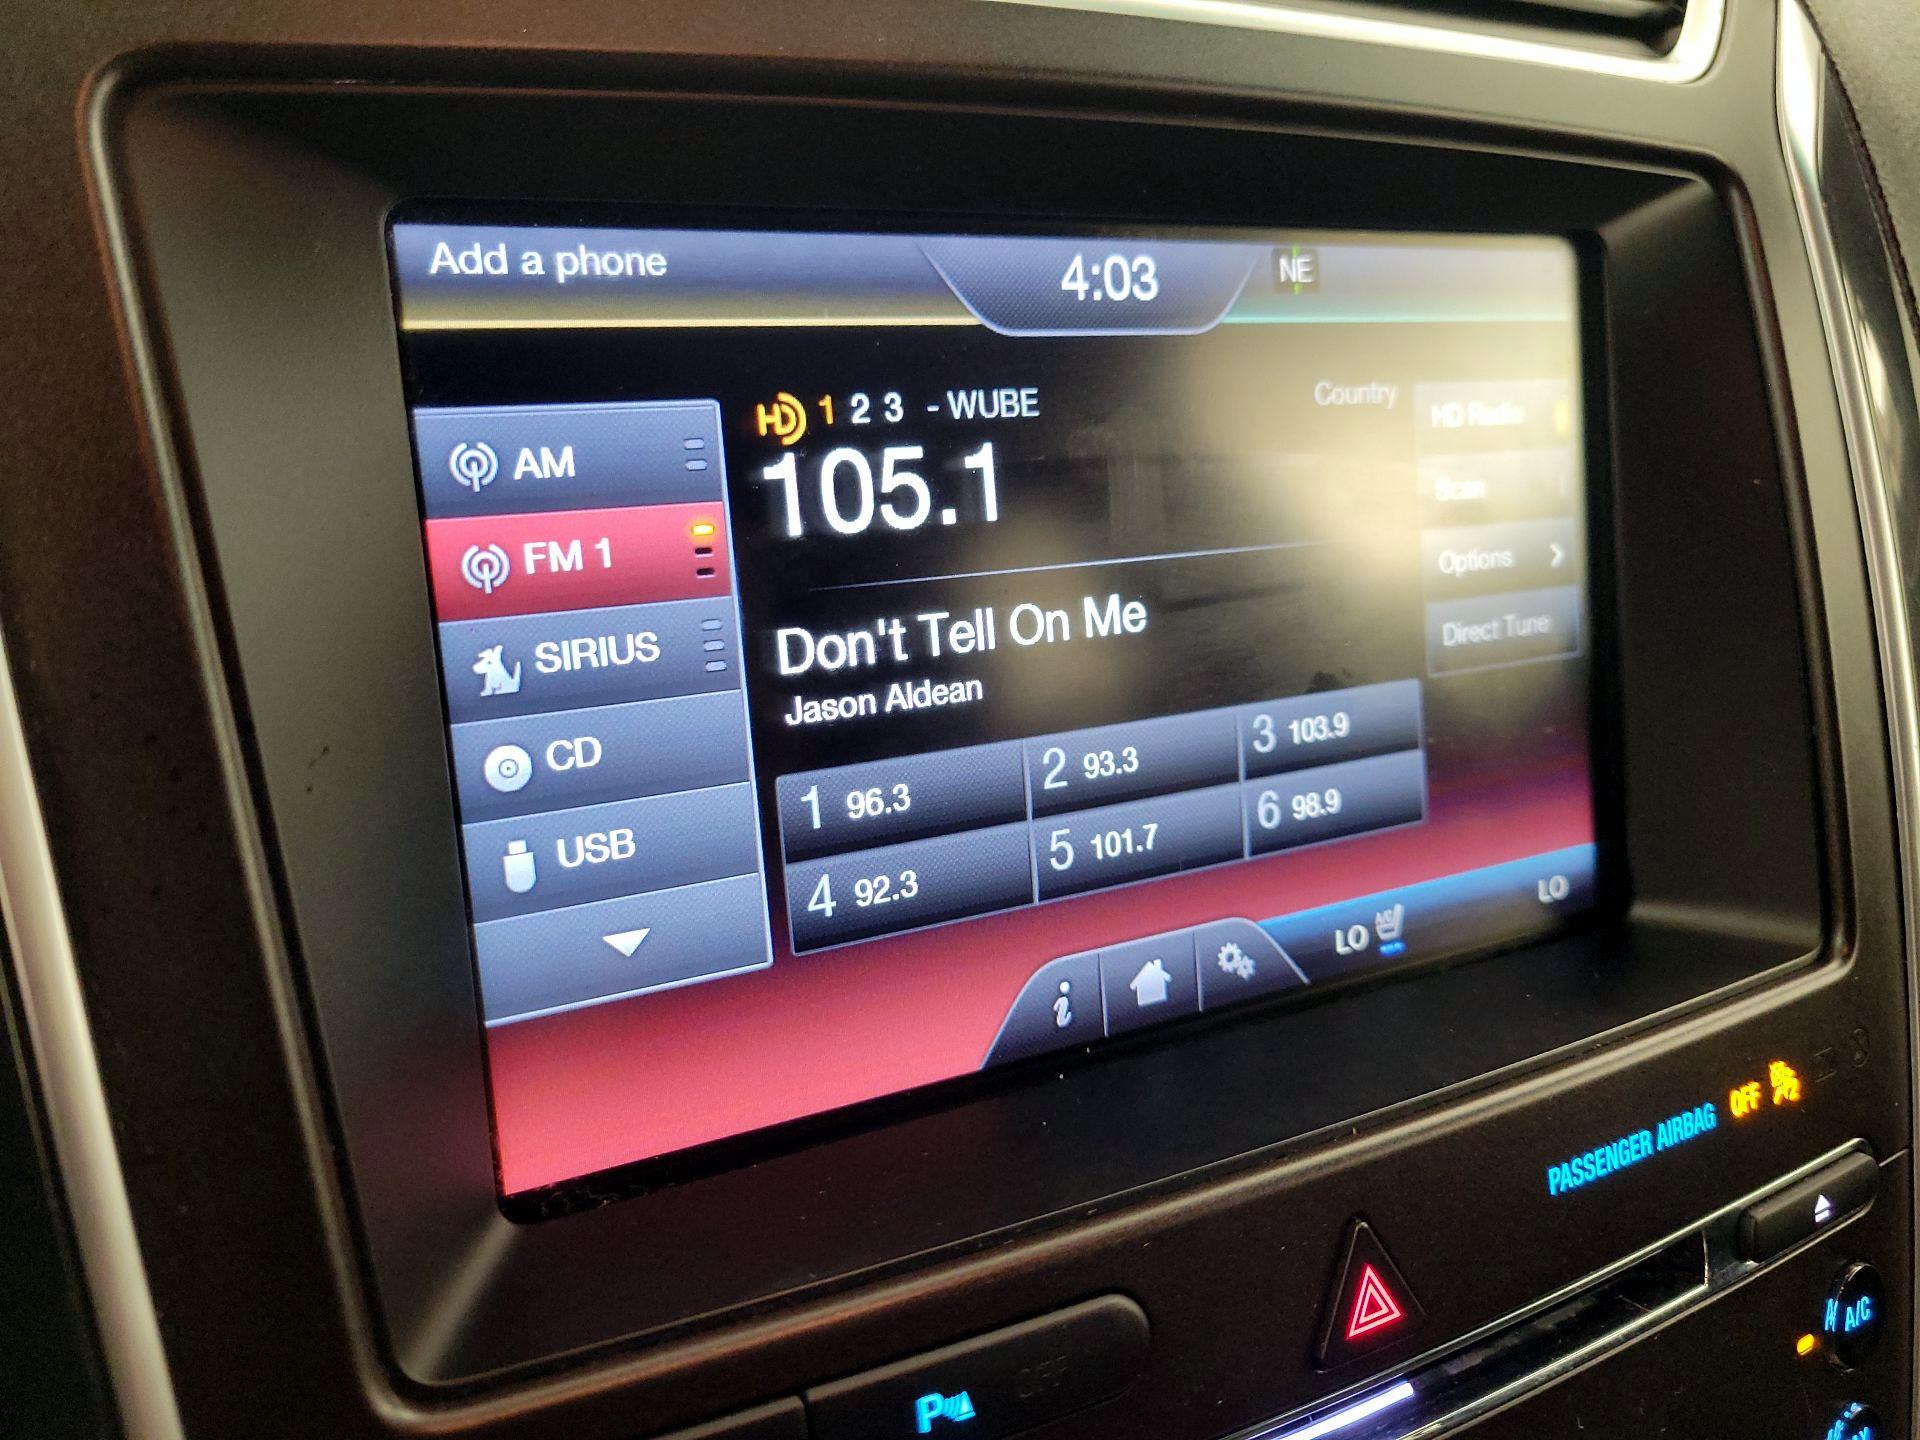 Add a phone
4:03
NE
HD 1 2 3 - WUBE
Country
105.1
AM
FM 1
SIRIUS
CD
USB
HD Radio
Scan
Options
Direct Tune
Don't Tell On Me
Jason Aldean
1 96.3
2 93.3
3 103.9
4 92.3
5 101.7
6 98.9
i
LO
LO
PASSENGER AIRBAG OFF
P
OFF
A/C